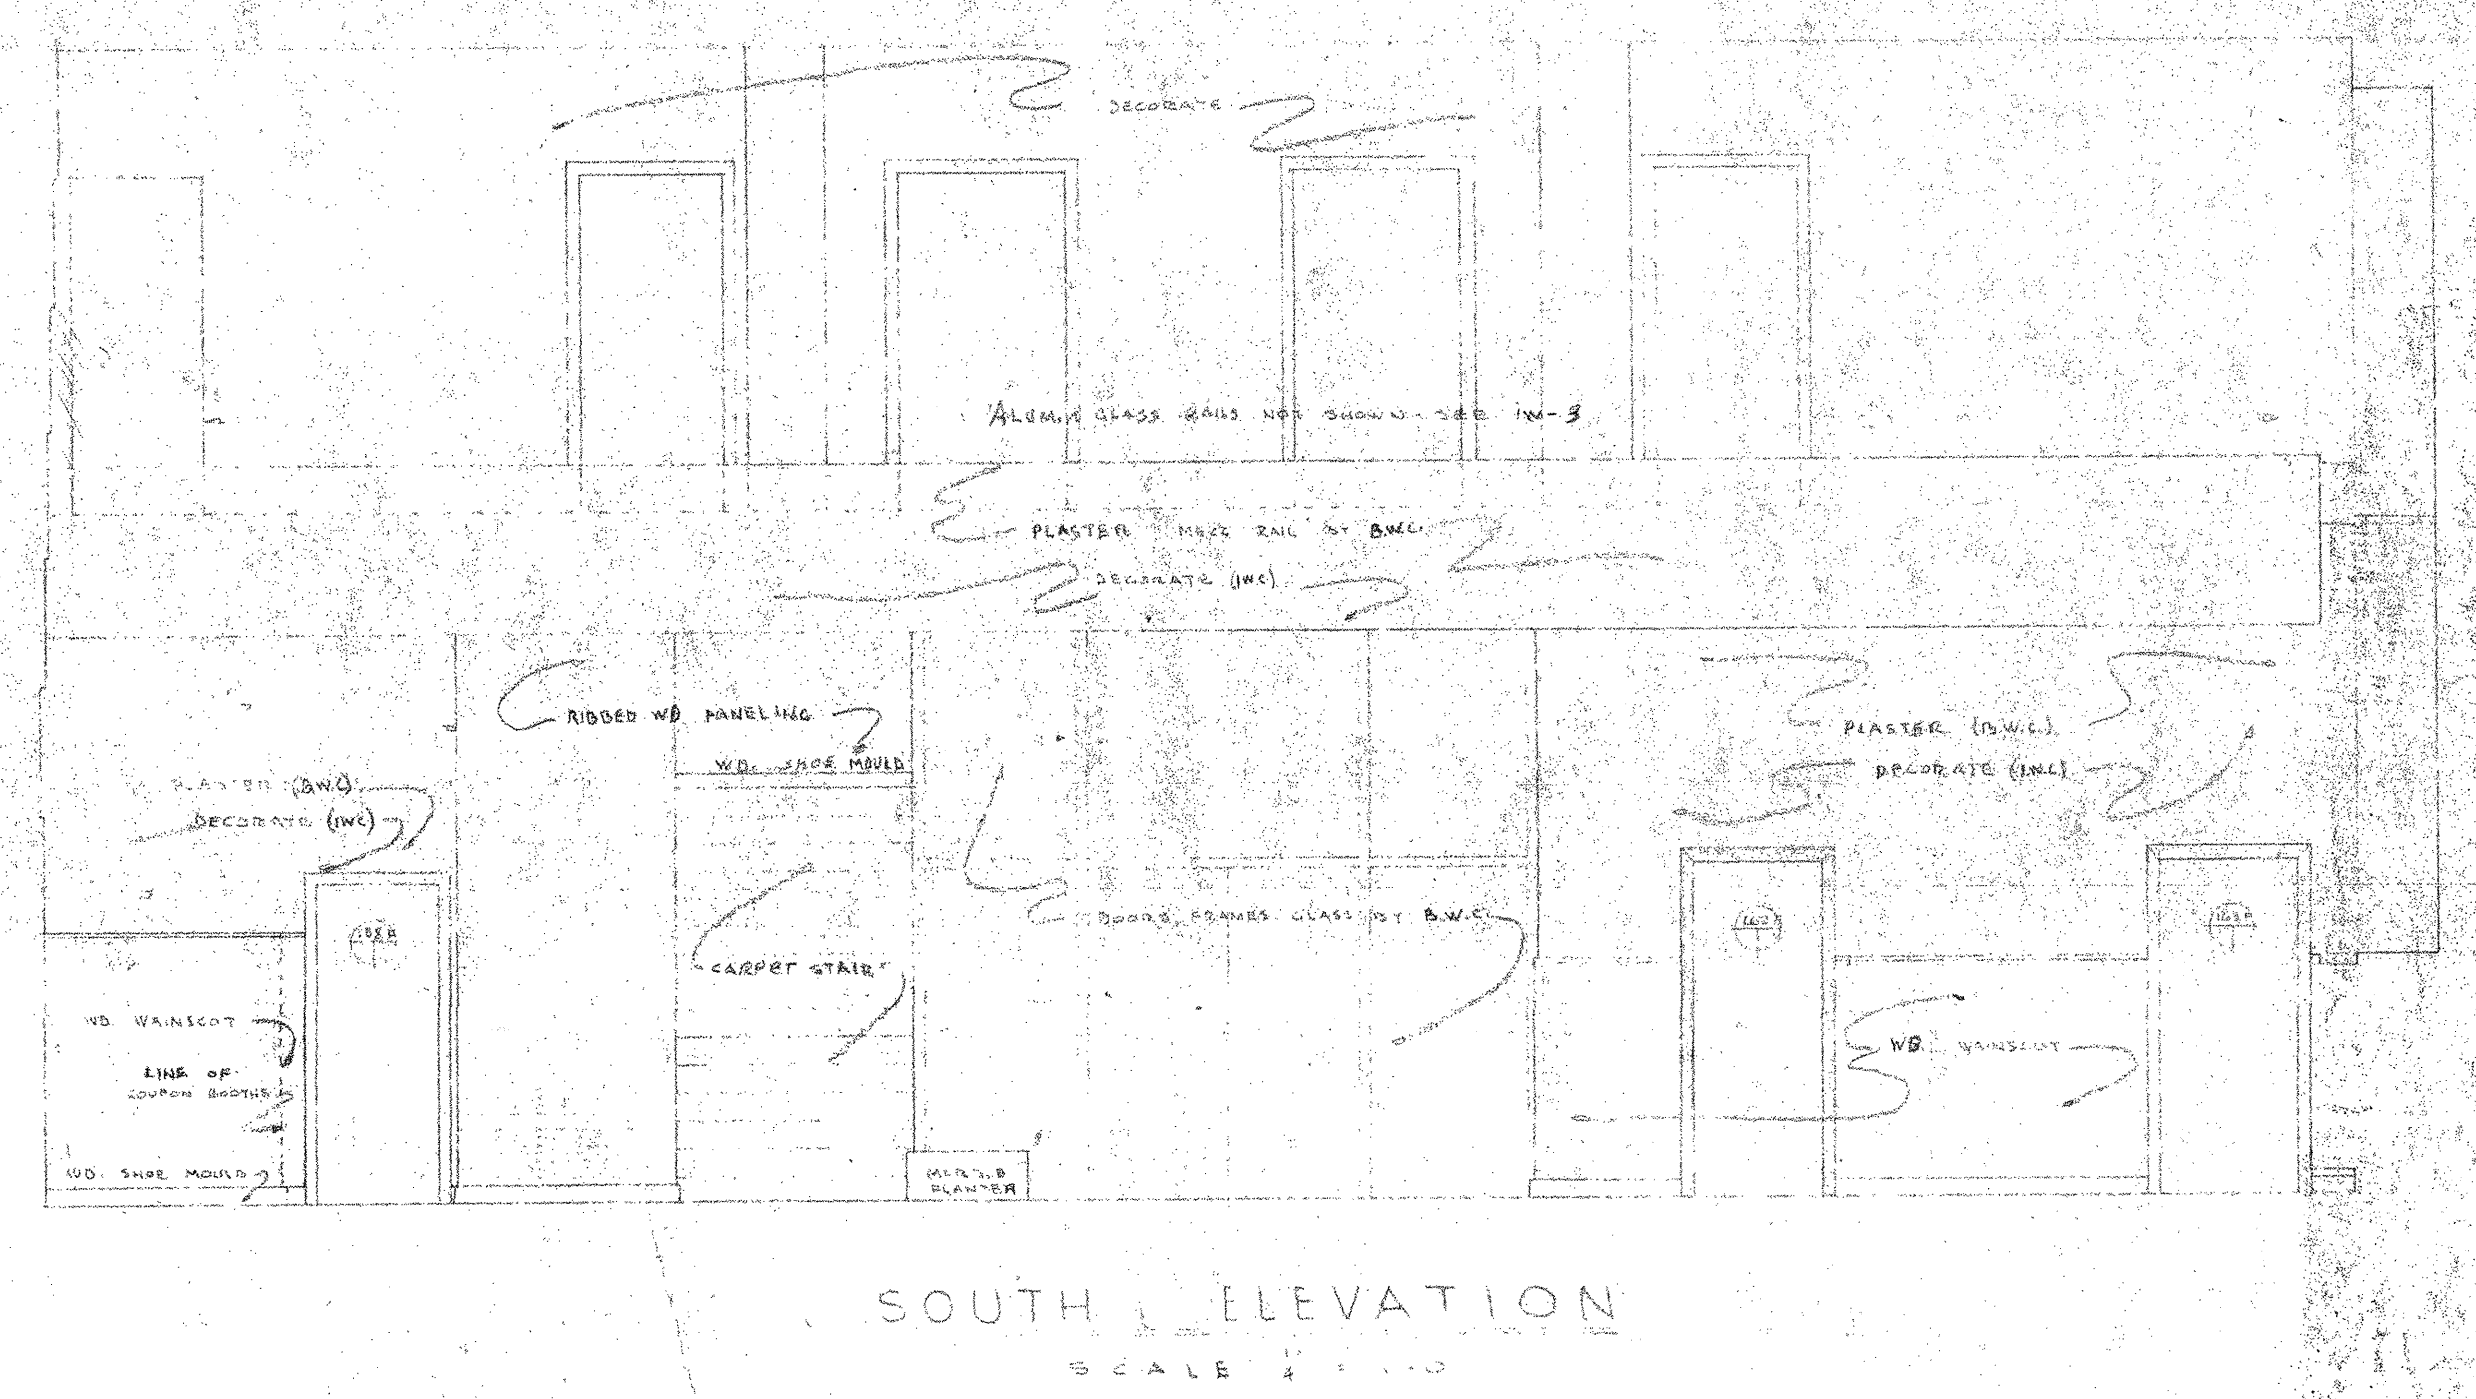 DECORATE
ALUM. GLASS RAILS NOT SHOWN - SEE IW-3
PLASTER RAIL BY B.W.C.
DECORATE (IWC)
RIBBED WD PANELING
WD. SHOE MOULD
PLASTER (B.W.C.)
DECORATE (IWC)
PLASTER (BWC)
DECORATE (IWC)
DOORS, FRAMES GLASS BY B.W.C.
CARPET STAIR
WD. WAINSCOT
LINE OF
COUPON BOOTHS
WD. WAINSCOT
WD. SHOE MOULD
PLANTER
SOUTH ELEVATION
SCALE